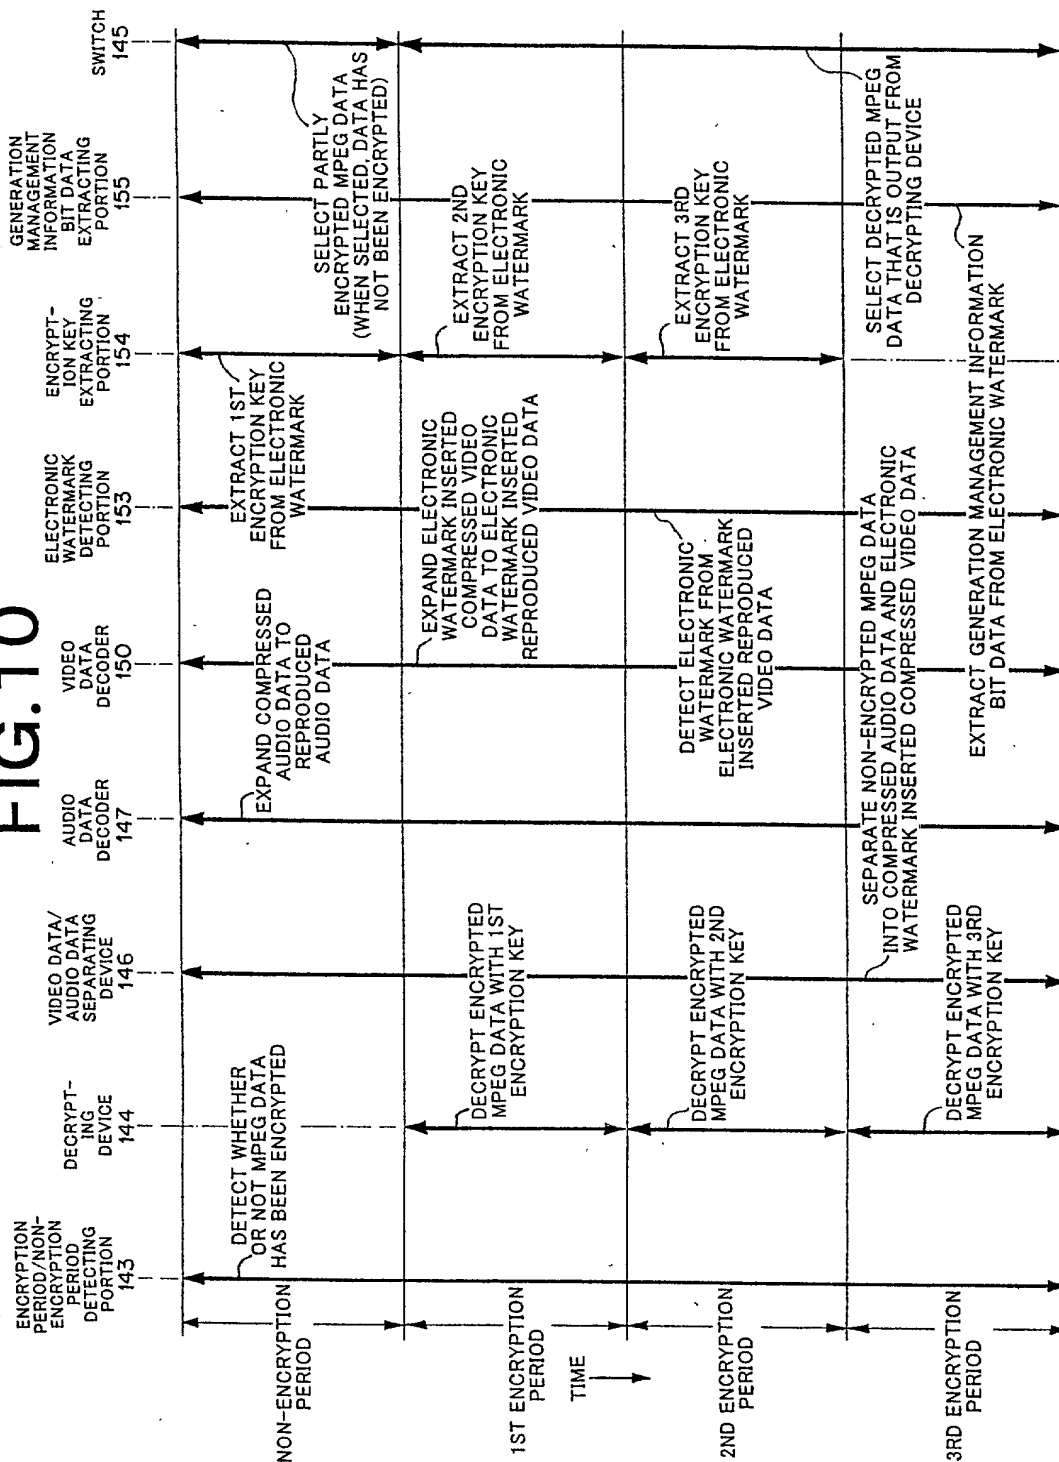 FIG.10
ENCRYPTION
PERIOD/NON-
ENCRYPTION
PERIOD
DETECTING
PORTION
143
DECRYPT-
ING
DEVICE
144
VIDEO DATA/
AUDIO DATA
SEPARATING
DEVICE
146
AUDIO
DATA
DECODER
147
VIDEO
DATA
DECODER
150
ELECTRONIC
WATERMARK
DETECTING
PORTION
153
ENCRYPT-
ION KEY
EXTRACTING
PORTION
154
GENERATION
MANAGEMENT
INFORMATION
BIT DATA
EXTRACTING
PORTION
155
SWITCH
145
NON-ENCRYPTION
PERIOD
DETECT WHETHER
OR NOT MPEG DATA
HAS BEEN ENCRYPTED
EXPAND COMPRESSED
AUDIO DATA TO
REPRODUCED
AUDIO DATA
EXTRACT 1ST
ENCRYPTION KEY
FROM ELECTRONIC
WATERMARK
SELECT PARTLY
ENCRYPTED MPEG DATA
(WHEN SELECTED, DATA HAS
NOT BEEN ENCRYPTED)
1ST ENCRYPTION
PERIOD
DECRYPT ENCRYPTED
MPEG DATA WITH 1ST
ENCRYPTION KEY
EXPAND ELECTRONIC
WATERMARK INSERTED
COMPRESSED VIDEO
DATA TO ELECTRONIC
WATERMARK INSERTED
REPRODUCED VIDEO DATA
EXTRACT 2ND
ENCRYPTION KEY
FROM ELECTRONIC
WATERMARK
TIME
2ND ENCRYPTION
PERIOD
DECRYPT ENCRYPTED
MPEG DATA WITH 2ND
ENCRYPTION KEY
DETECT ELECTRONIC
WATERMARK FROM
ELECTRONIC WATERMARK
INSERTED REPRODUCED
VIDEO DATA
EXTRACT 3RD
ENCRYPTION KEY
FROM ELECTRONIC
WATERMARK
3RD ENCRYPTION
PERIOD
DECRYPT ENCRYPTED
MPEG DATA WITH 3RD
ENCRYPTION KEY
SEPARATE NON-ENCRYPTED MPEG DATA
INTO COMPRESSED AUDIO DATA AND ELECTRONIC
WATERMARK INSERTED COMPRESSED VIDEO DATA
SELECT DECRYPTED MPEG
DATA THAT IS OUTPUT FROM
DECRYPTING DEVICE
EXTRACT GENERATION MANAGEMENT INFORMATION
BIT DATA FROM ELECTRONIC WATERMARK